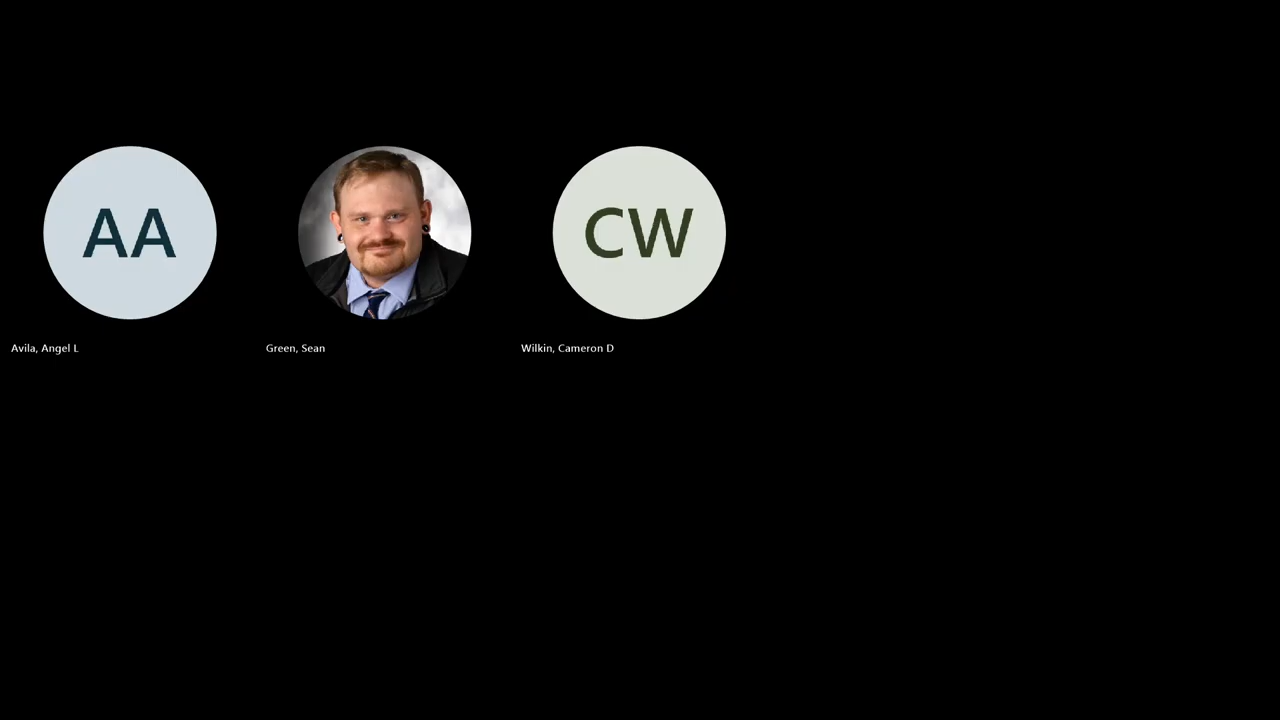 AA
CW
Avila, Angel L
Green, Sean
Wilkin, Cameron D